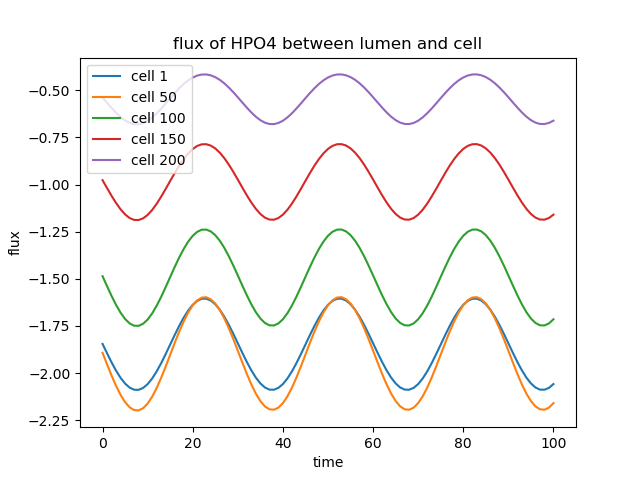 flux of HPO4 between lumen and cell
cell 1
cell 50
cell 100
cell 150
cell 200
−0.50
−0.75
−1.00
−1.25
−1.50
−1.75
−2.00
−2.25
flux
0 20 40 60 80 100
time